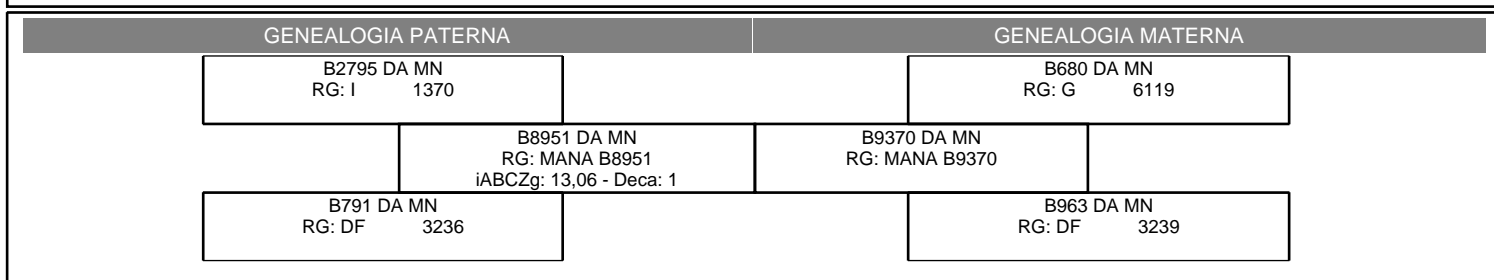 GENEALOGIA PATERNA
GENEALOGIA MATERNA
B2795 DA MN
RG: I 1370
B680 DA MN
RG: G 6119
B8951 DA MN
RG: MANA B8951
iABCZg: 13,06 - Deca: 1
B9370 DA MN
RG: MANA B9370
B791 DA MN
RG: DF 3236
B963 DA MN
RG: DF 3239